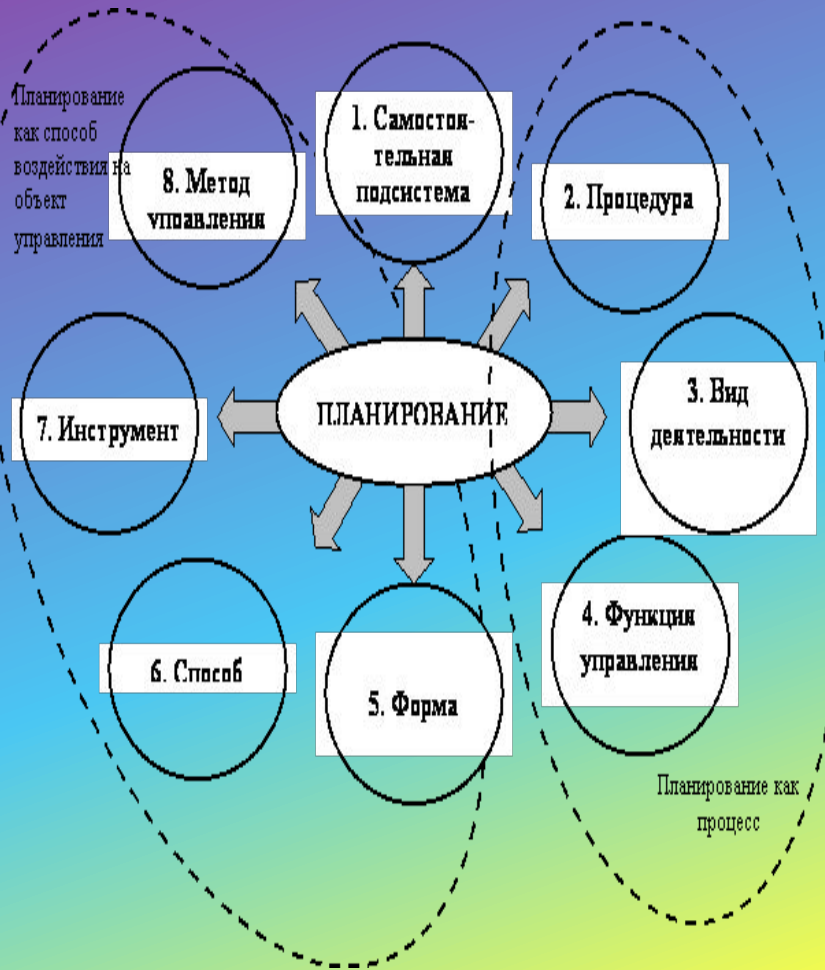 Планирование
как способ
воздействия на
объект
управления
1. Самостоя-
тельная
подсистема
2. Процедура
3. Вид
деятельности
4. Функция
управления
5. Форма
6. Способ
7. Инструмент
8. Метод
управления
ПЛАНИРОВАНИЕ
Планирование как
процесс